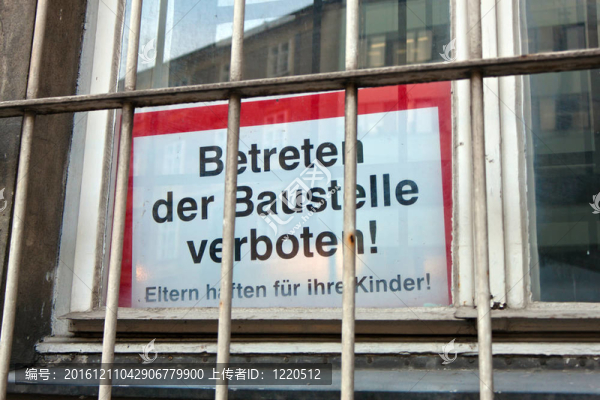 Betreten
der Baustelle
verboten!
Eltern haften für ihre Kinder!
编号: 20161211042906779900 上传者ID: 1220512